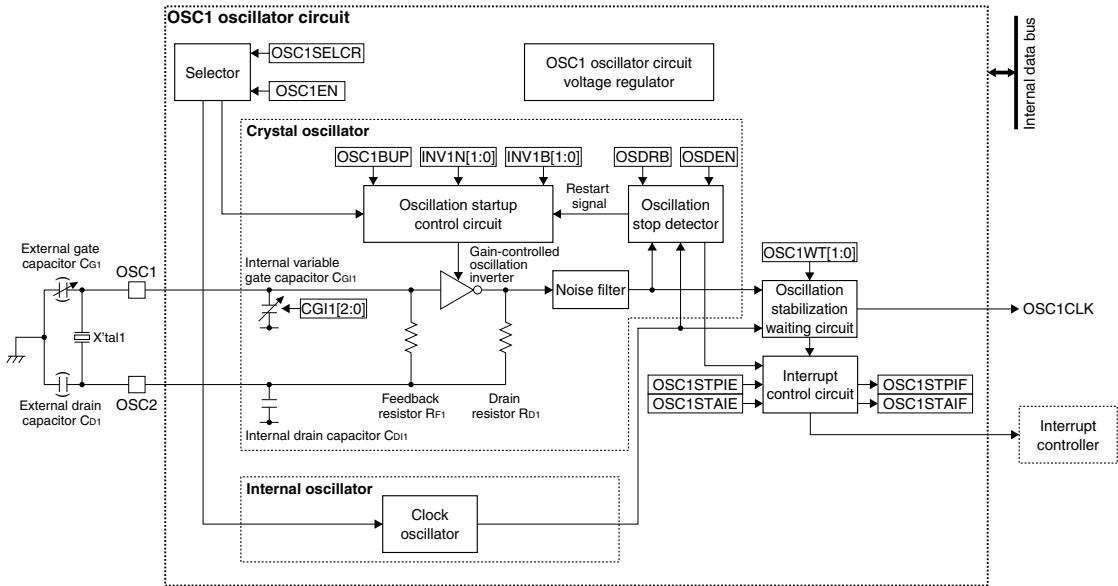 OSC1 oscillator circuit
Selector
OSC1SELCR
OSC1EN
OSC1 oscillator circuit
voltage regulator
Internal data bus
Crystal oscillator
OSC1BUP
INV1N[1:0]
INV1B[1:0]
OSDRB
OSDEN
Oscillation startup
control circuit
Restart
signal
Oscillation
stop detector
External gate
capacitor CG1
OSC1
Internal variable
gate capacitor CGI1
Gain-controlled
oscillation
inverter
OSC1WT[1:0]
CGI1[2:0]
Noise filter
Oscillation
stabilization
waiting circuit
OSC1CLK
X'tal1
External drain
capacitor CD1
OSC2
Feedback
resistor RF1
Drain
resistor RD1
Internal drain capacitor CDI1
OSC1STPIE
OSC1STAIE
Interrupt
control circuit
OSC1STPIF
OSC1STAIF
Interrupt
controller
Internal oscillator
Clock
oscillator